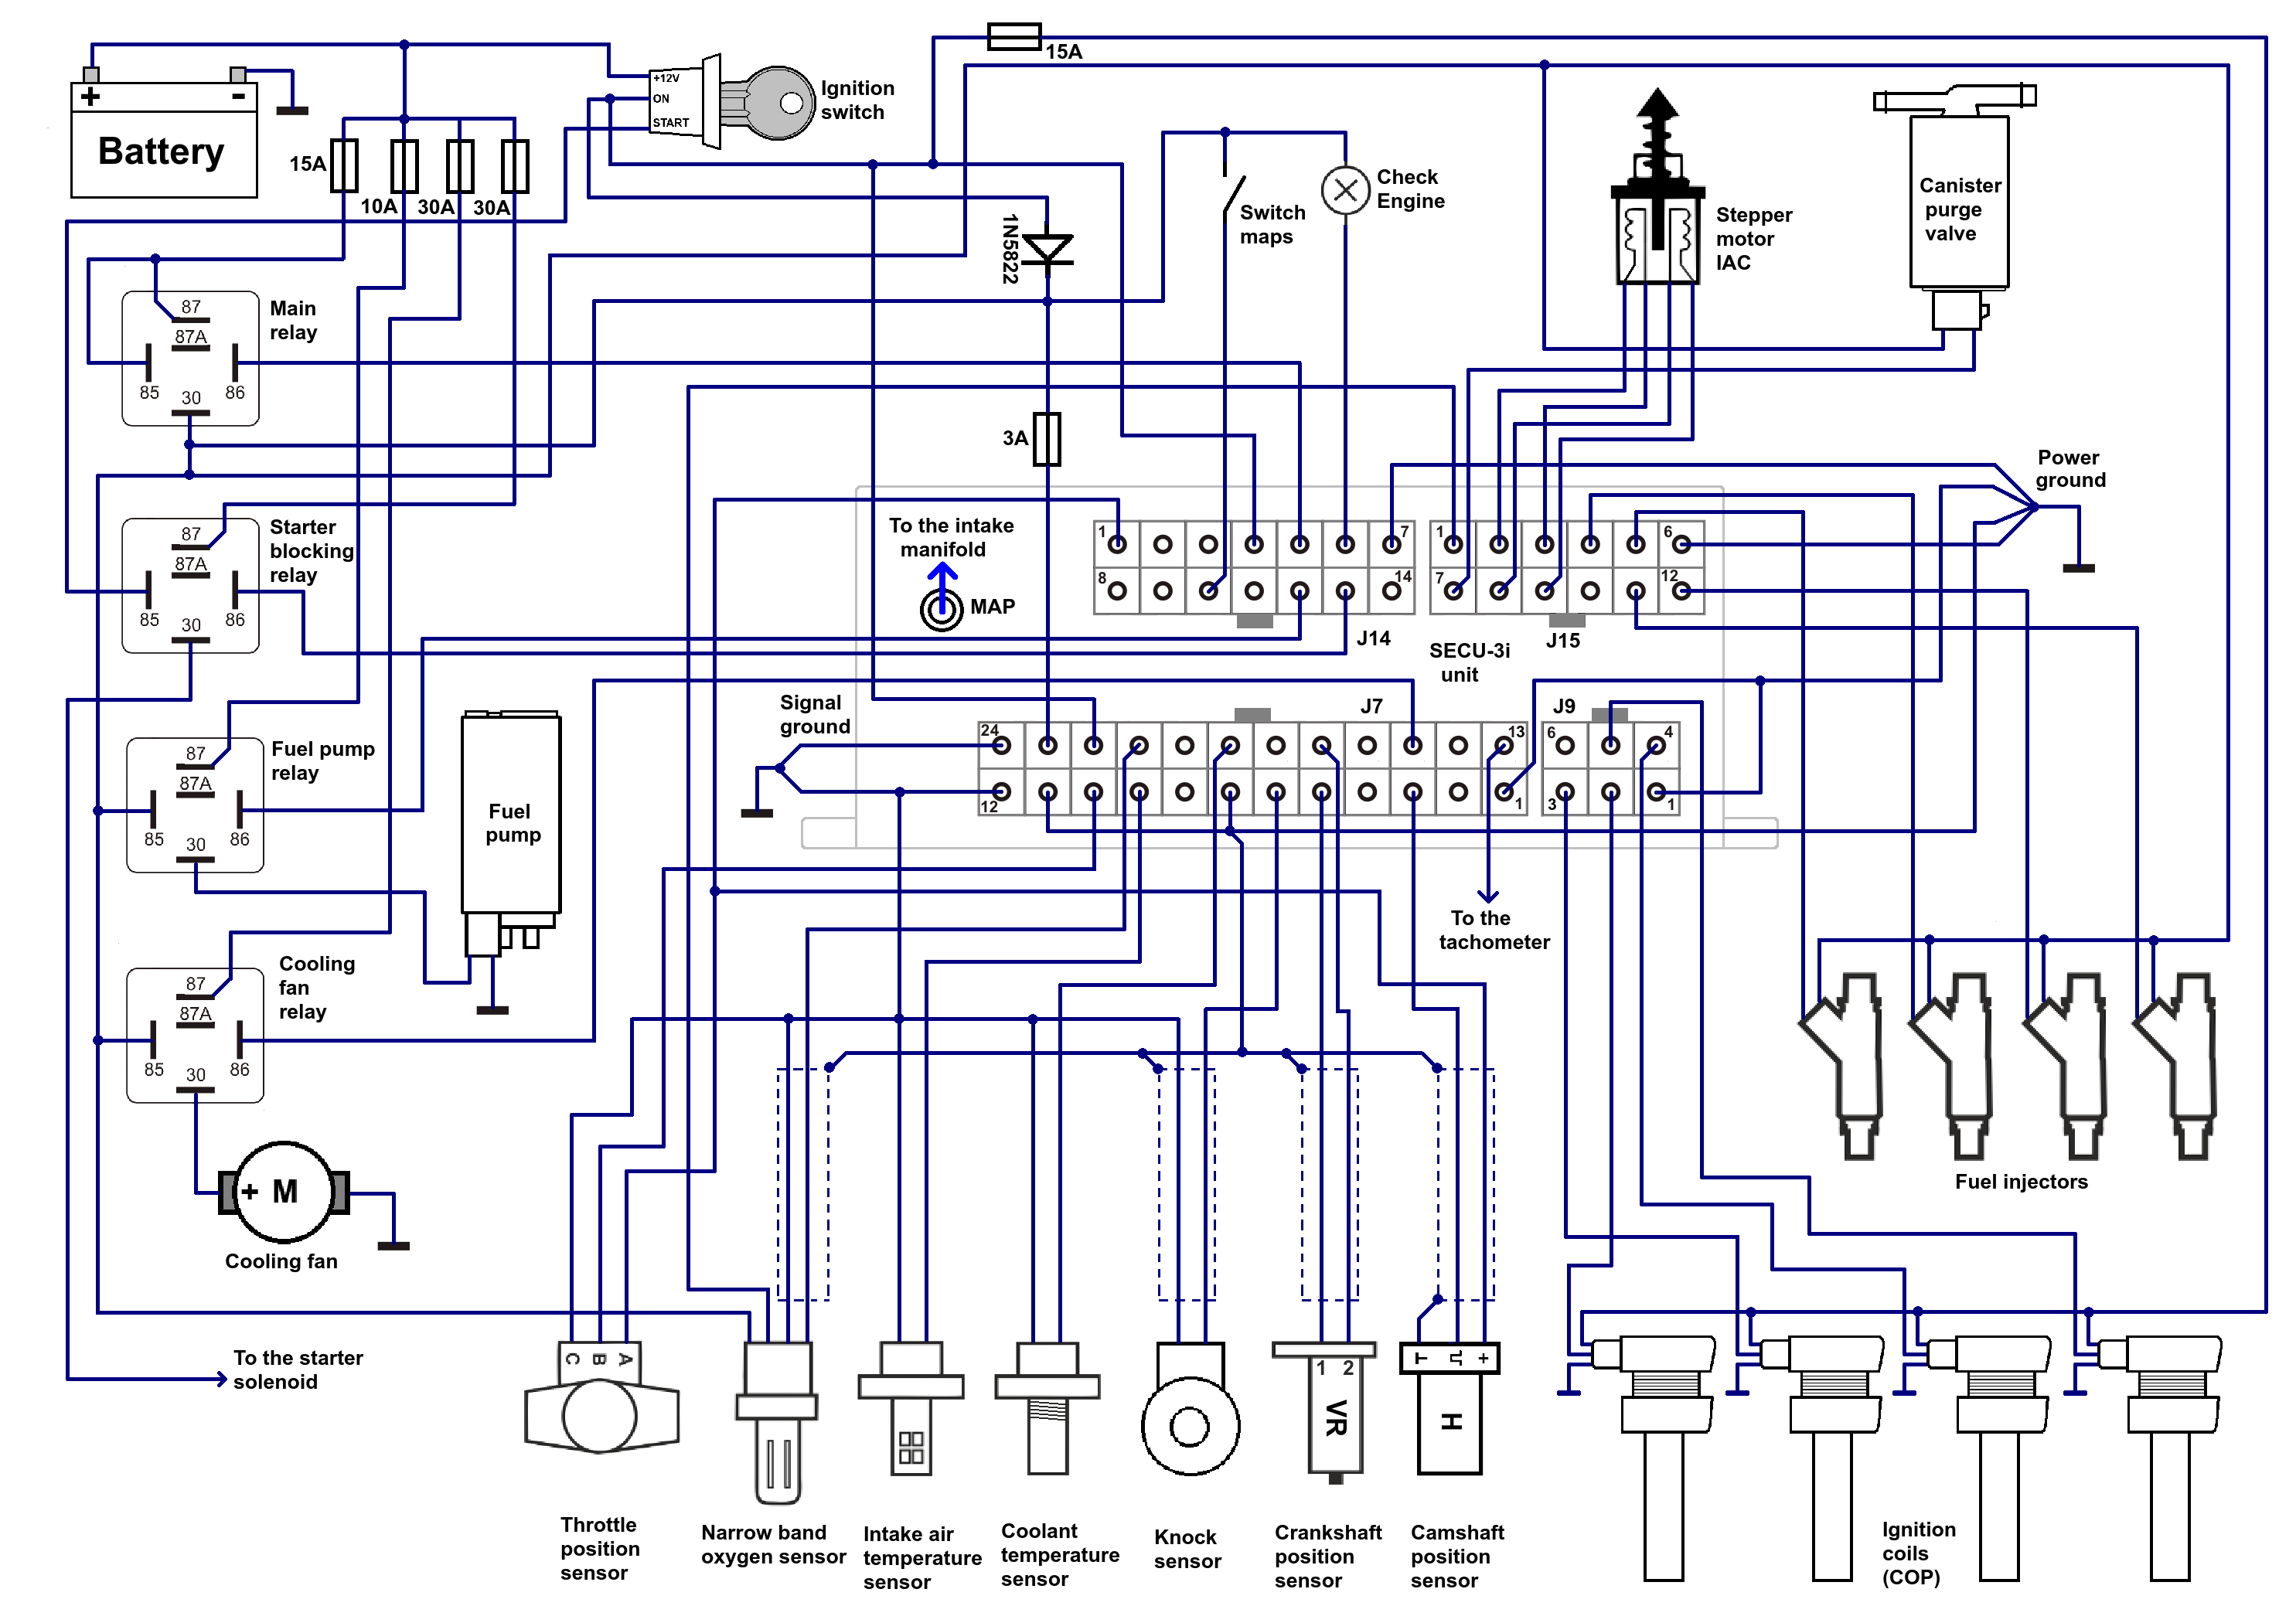 15A
+12V
ON
START
Ignition
switch
+
-
Battery
15A
10A
30A
30A
1N5822
Switch
maps
Check
Engine
Stepper
motor
IAC
Canister
purge
valve
87
87A
85
86
30
Main
relay
3A
Power
ground
87
87A
85
86
30
Starter
blocking
relay
To the intake
manifold
MAP
1
7
8
14
J14
1
6
7
12
J15
SECU-3i
unit
Signal
ground
J7
J9
24
13
12
1
6
4
3
1
87
87A
85
86
30
Fuel pump
relay
Fuel
pump
To the
tachometer
87
87A
85
86
30
Cooling
fan
relay
+ M
Cooling fan
Fuel injectors
To the starter
solenoid
C B A
1 2
VR
T
+
H
Throttle
position
sensor
Narrow band
oxygen sensor
Intake air
temperature
sensor
Coolant
temperature
sensor
Knock
sensor
Crankshaft
position
sensor
Camshaft
position
sensor
Ignition
coils
(COP)